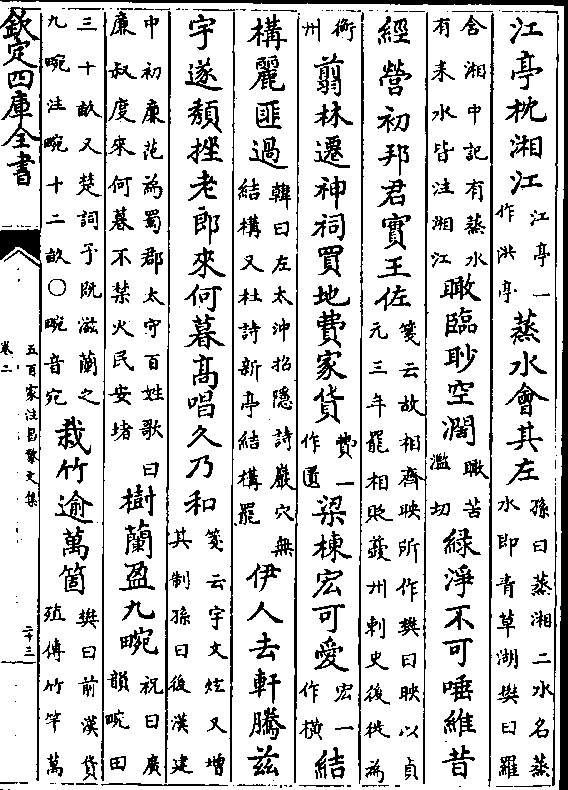 江亭枕湘江江亭一作洪亭蒸水會其左孫曰蒸湘二水名蒸水即青草湖樊曰羅
含湘中記有蒸水有耒水皆注湘江瞰臨眇空濶瞰苦濫切緑淨不可唾維昔
經營初邦君實王佐箋云故相齊映所作樊曰映以貞元三年罷相貶䕫州刺史後徙為
衡州翦林遷神祠買地費家貨費一作匱梁棟宏可愛宏一作橫結
構麗匪過韓曰左太沖招隱詩巖穴無結構又杜詩新亭結構罷伊人去軒騰兹
宇遂頽挫老郎來何暮高唱久乃和箋云宇文炫又增其制孫曰後漢建
中初廉范為蜀郡太守百姓歌曰廉叔度來何暮不禁火民安堵樹蘭盈九畹祝曰廣韻畹田
三十畝又楚詞予既滋蘭之九畹注畹十二畝○畹音宛栽竹逾萬箇樊曰前漢貨殖傳竹竿萬
欽定四庫全書
五百家注昌黎文集
卷二
二十三